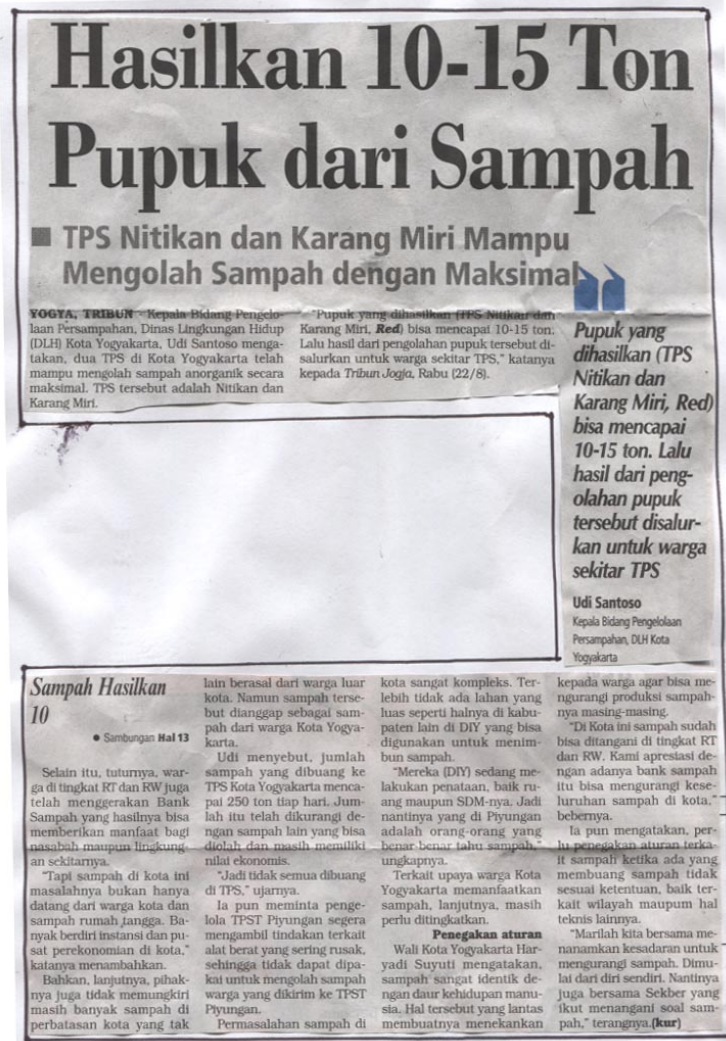 Hasilkan 10-15 Ton
Pupuk dari Sampah
■ TPS Nitikan dan Karang Miri Mampu
Mengolah Sampah dengan Maksimal
YOGYA, TRIBUN - Kepala Bidang Pengelo-
laan Persampahan, Dinas Lingkungan Hidup
(DLH) Kota Yogyakarta, Udi Santoso menga-
takan, dua TPS di Kota Yogyakarta telah
mampu mengolah sampah anorganik secara
maksimal. TPS tersebut adalah Nitikan dan
Karang Miri.
"Pupuk yang dihasilkan (TPS Nitikan dan
Karang Miri, Red) bisa mencapai 10-15 ton.
Lalu hasil dari pengolahan pupuk tersebut di-
salurkan untuk warga sekitar TPS," katanya
kepada Tribun Jogja, Rabu (22/8).
Pupuk yang
dihasilkan (TPS
Nitikan dan
Karang Miri, Red)
bisa mencapai
10-15 ton. Lalu
hasil dari peng-
olahan pupuk
tersebut disalur-
kan untuk warga
sekitar TPS
Udi Santoso
Kepala Bidang Pengelolaan
Persampahan, DLH Kota
Yogyakarta
Sampah Hasilkan
10
● Sambungan Hal 13
Selain itu, tuturnya, war-
ga di tingkat RT dan RW juga
telah menggerakan Bank
Sampah yang hasilnya bisa
memberikan manfaat bagi
nasabah maupun lingkung-
an sekitarnya.
"Tapi sampah di kota ini
masalahnya bukan hanya
datang dari warga kota dan
sampah rumah tangga. Ba-
nyak berdiri instansi dan pu-
sat perekonomian di kota,"
katanya menambahkan.
Bahkan, lanjutnya, pihak-
nya juga tidak memungkiri
masih banyak sampah di
perbatasan kota yang tak
lain berasal dari warga luar
kota. Namun sampah terse-
but dianggap sebagai sam-
pah dari warga Kota Yogya-
karta.
Udi menyebut, jumlah
sampah yang dibuang ke
TPS Kota Yogyakarta menca-
pai 250 ton tiap hari. Jum-
lah itu telah dikurangi de-
ngan sampah lain yang bisa
diolah dan masih memiliki
nilai ekonomis.
"Jadi tidak semua dibuang
di TPS," ujarnya.
Ia pun meminta penge-
lola TPST Piyungan segera
mengambil tindakan terkait
alat berat yang sering rusak,
sehingga tidak dapat dipa-
kai untuk mengolah sampah
warga yang dikirim ke TPST
Piyungan.
Permasalahan sampah di
kota sangat kompleks. Ter-
lebih tidak ada lahan yang
luas seperti halnya di kabu-
paten lain di DIY yang bisa
digunakan untuk menim-
bun sampah.
"Mereka (DIY) sedang me-
lakukan penataan, baik ru-
ang maupun SDM-nya. Jadi
nantinya yang di Piyungan
adalah orang-orang yang
benar-benar tahu sampah,"
ungkapnya.
Terkait upaya warga Kota
Yogyakarta memanfaatkan
sampah, lanjutnya, masih
perlu ditingkatkan.
Penegakan aturan
Wali Kota Yogyakarta Har-
yadi Suyuti mengatakan,
sampah sangat identik de-
ngan daur kehidupan manu-
sia. Hal tersebut yang lantas
membuatnya menekankan
kepada warga agar bisa me-
ngurangi produksi sampah-
nya masing-masing.
"Di Kota ini sampah sudah
bisa ditangani di tingkat RT
dan RW. Kami apresiasi de-
ngan adanya bank sampah
itu bisa mengurangi kese-
luruhan sampah di kota,"
bebernya.
Ia pun mengatakan, per-
lu penegakan aturan terka-
it sampah ketika ada yang
membuang sampah tidak
sesuai ketentuan, baik ter-
kait wilayah maupum hal
teknis lainnya.
"Marilah kita bersama me-
nanamkan kesadaran untuk
mengurangi sampah. Dimu-
lai dari diri sendiri. Nantinya
juga bersama Sekber yang
ikut menangani soal sam-
pah," terangnya.(kur)